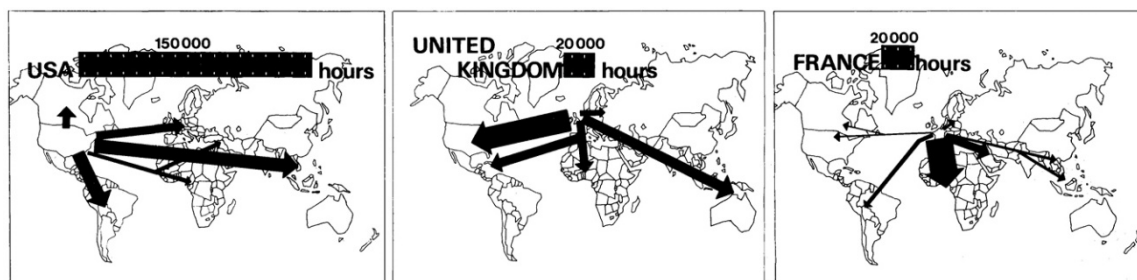 150000
USA hours
UNITED 20000
KINGDOM hours
20000
FRANCE hours